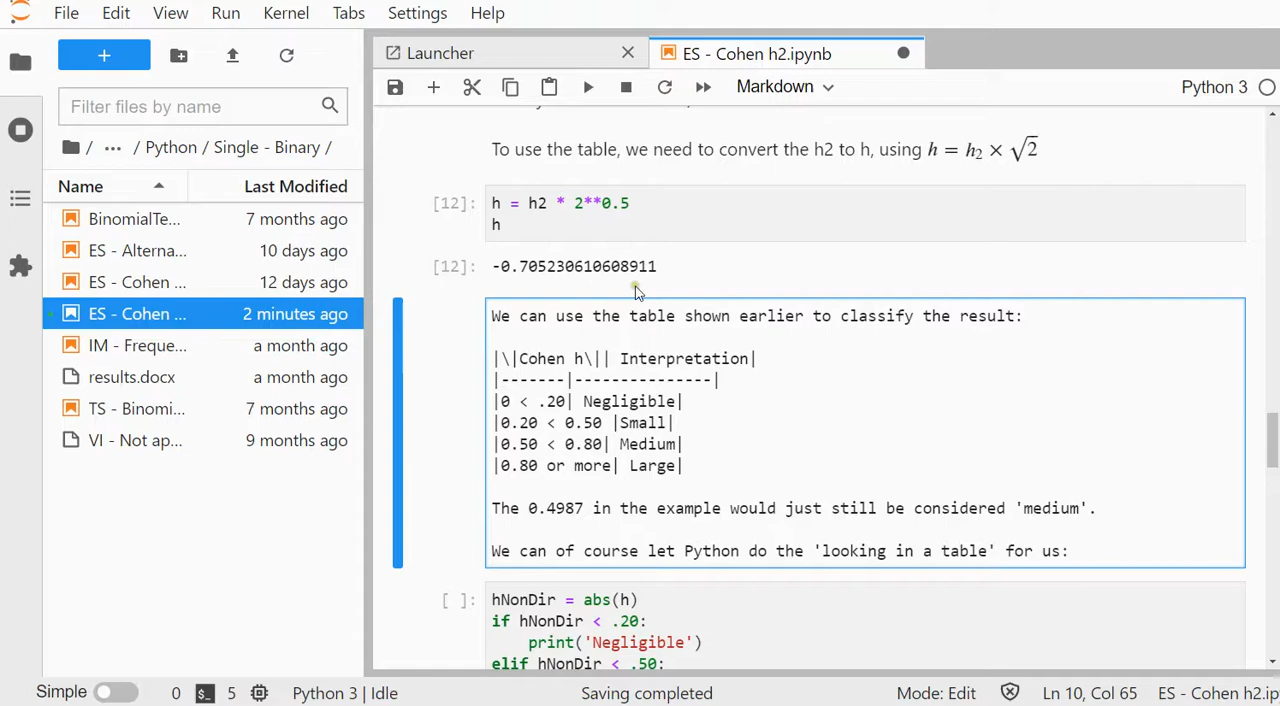 File Edit View Run Kernel Tabs Settings Help
Launcher
ES - Cohen h2.ipynb
Markdown
Python 3
Filter files by name
/ ... / Python / Single - Binary /
Name Last Modified
BinomialTe... 7 months ago
ES - Alterna... 10 days ago
ES - Cohen ... 12 days ago
ES - Cohen ... 2 minutes ago
IM - Freque... a month ago
results.docx a month ago
TS - Binomi... 7 months ago
VI - Not ap... 9 months ago
To use the table, we need to convert the h2 to h, using h = h₂ × √2
[12]: h = h2 * 2**0.5
h
[12]: -0.705230610608911
We can use the table shown earlier to classify the result:
|\|Cohen h\|| Interpretation|
|-------|---------------|
|0 < .20| Negligible|
|0.20 < 0.50 |Small|
|0.50 < 0.80| Medium|
|0.80 or more| Large|
The 0.4987 in the example would just still be considered 'medium'.
We can of course let Python do the 'looking in a table' for us:
[ ]: hNonDir = abs(h)
if hNonDir < .20:
print('Negligible')
elif hNonDir < .50:
Simple 0 5 Python 3 | Idle Saving completed Mode: Edit Ln 10, Col 65 ES - Cohen h2.ip